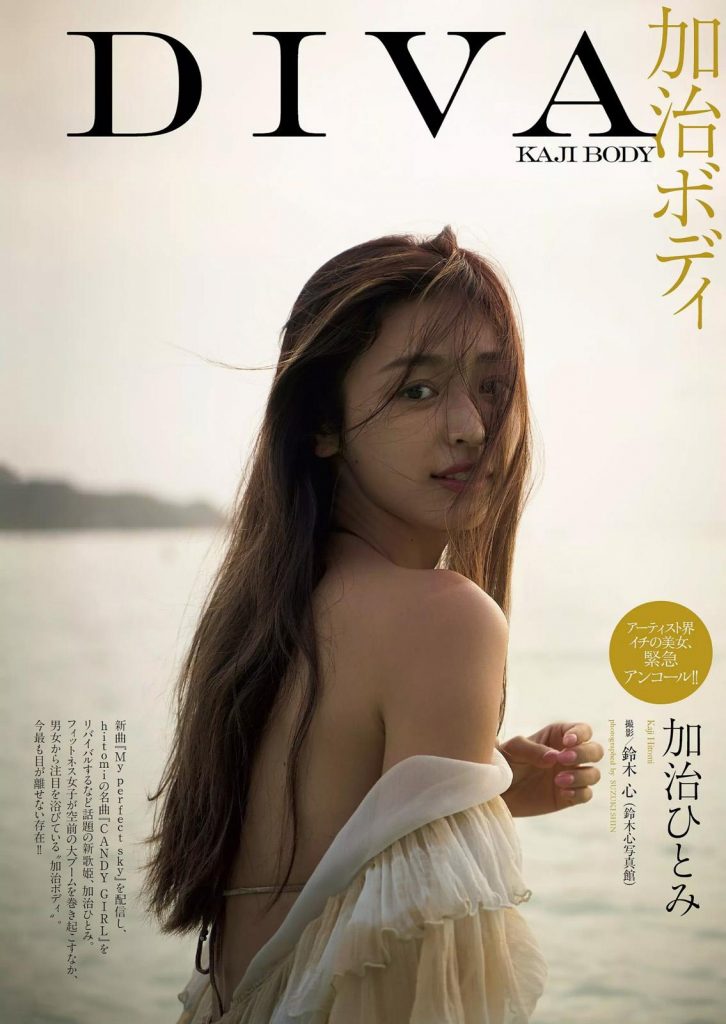 DIVA
KAJI BODY
加治ボディ
アーティスト界
イチの美女、
緊急
アンコール!!
加治ひとみ
Kaji Hitomi
撮影／鈴木 心（鈴木心写真館）
photographed by SUZUKI SHIN
新曲『My perfect sky』を配信し、
hitomiの名曲『CANDY GIRL』を
リバイバルするなど話題の新歌姫、加治ひとみ。
フィットネス女子が空前の大ブームを巻き起こすなか、
男女から注目を浴びている“加治ボディ”。
今最も目が離せない存在!!